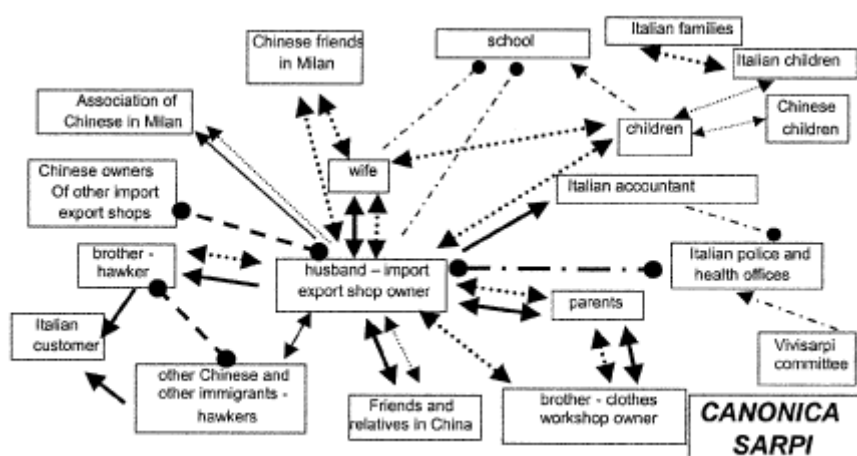 Chinese friends
in Milan
school
Italian families
Italian children
Association of
Chinese in Milan
Chinese
children
children
Chinese owners
Of other import
export shops
wife
Italian accountant
brother -
hawker
husband – import
export shop owner
Italian police and
health offices
parents
Italian
customer
other Chinese and
other immigrants -
hawkers
Friends and
relatives in China
brother - clothes
workshop owner
Vivisarpi
committee
CANONICA
SARPI